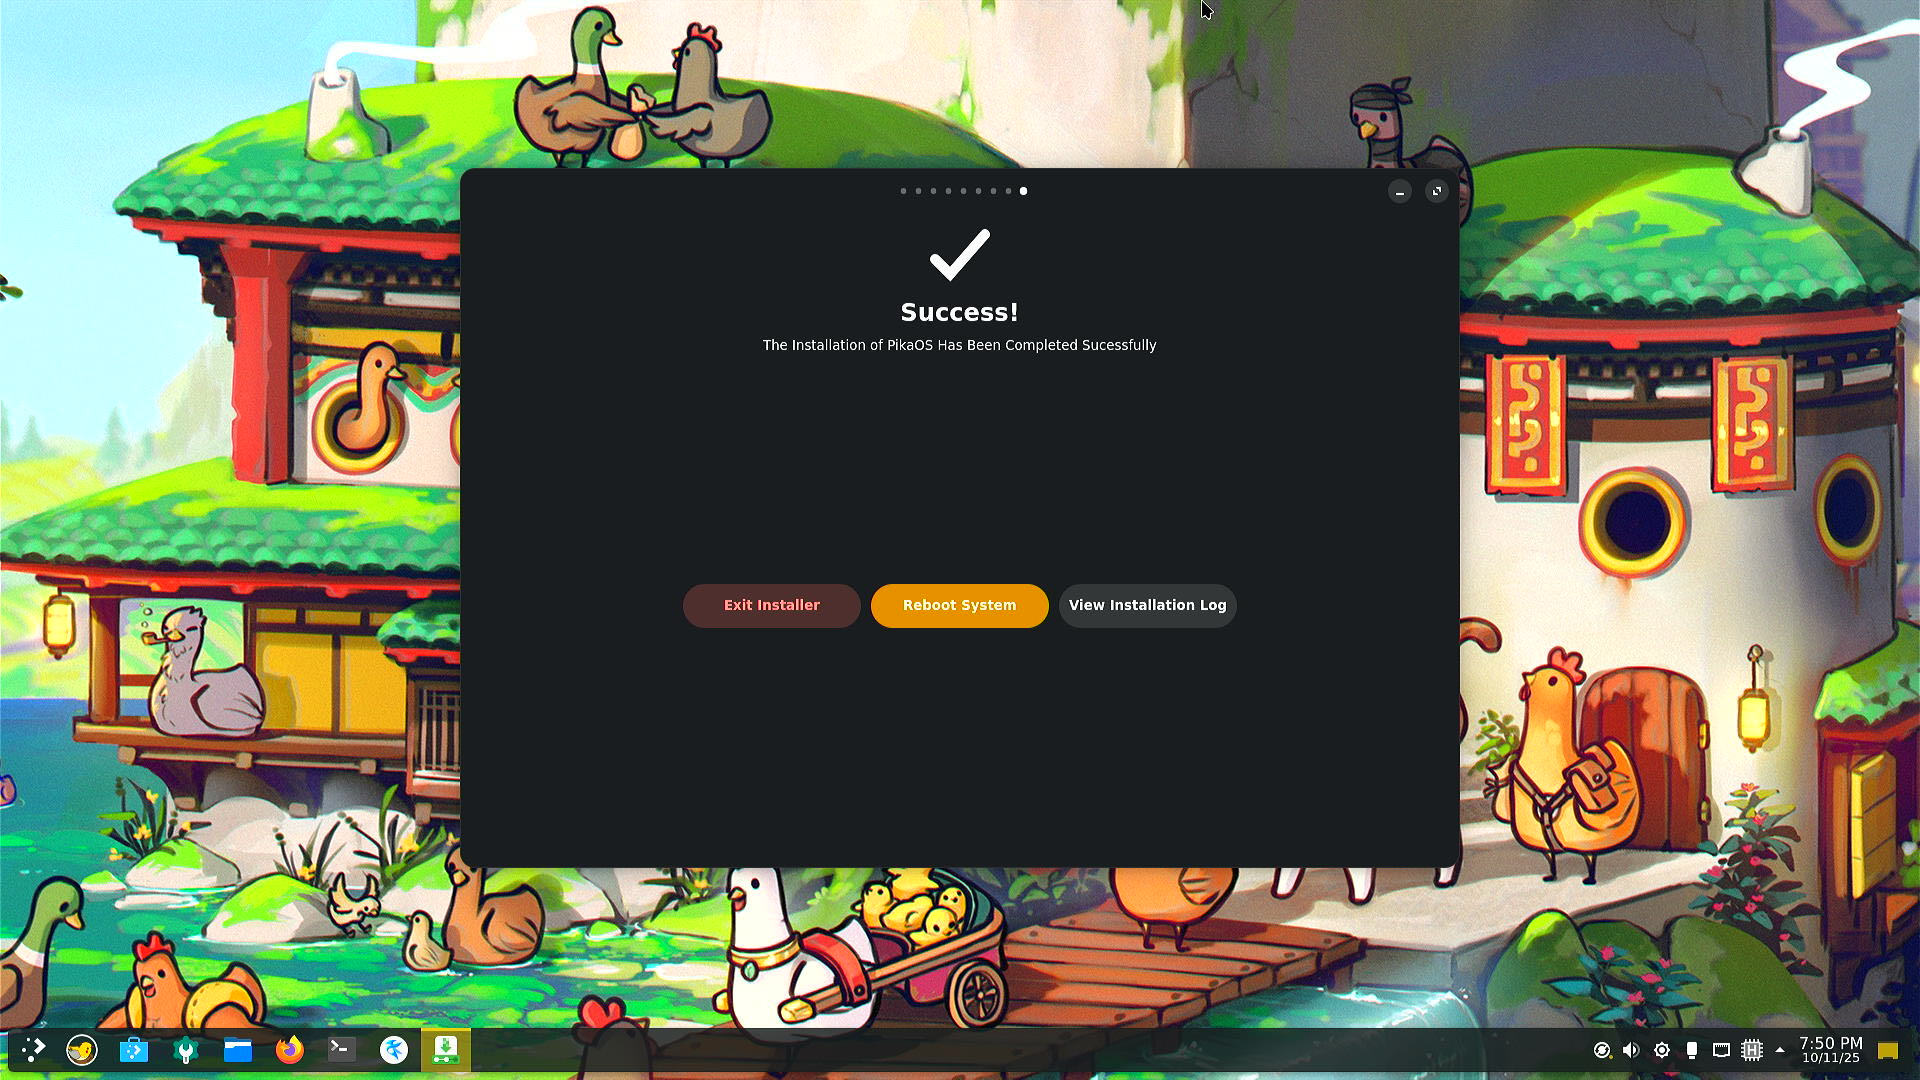 Success!
The Installation of PikaOS Has Been Completed Sucessfully
Exit Installer
Reboot System
View Installation Log
7:50 PM
10/11/25